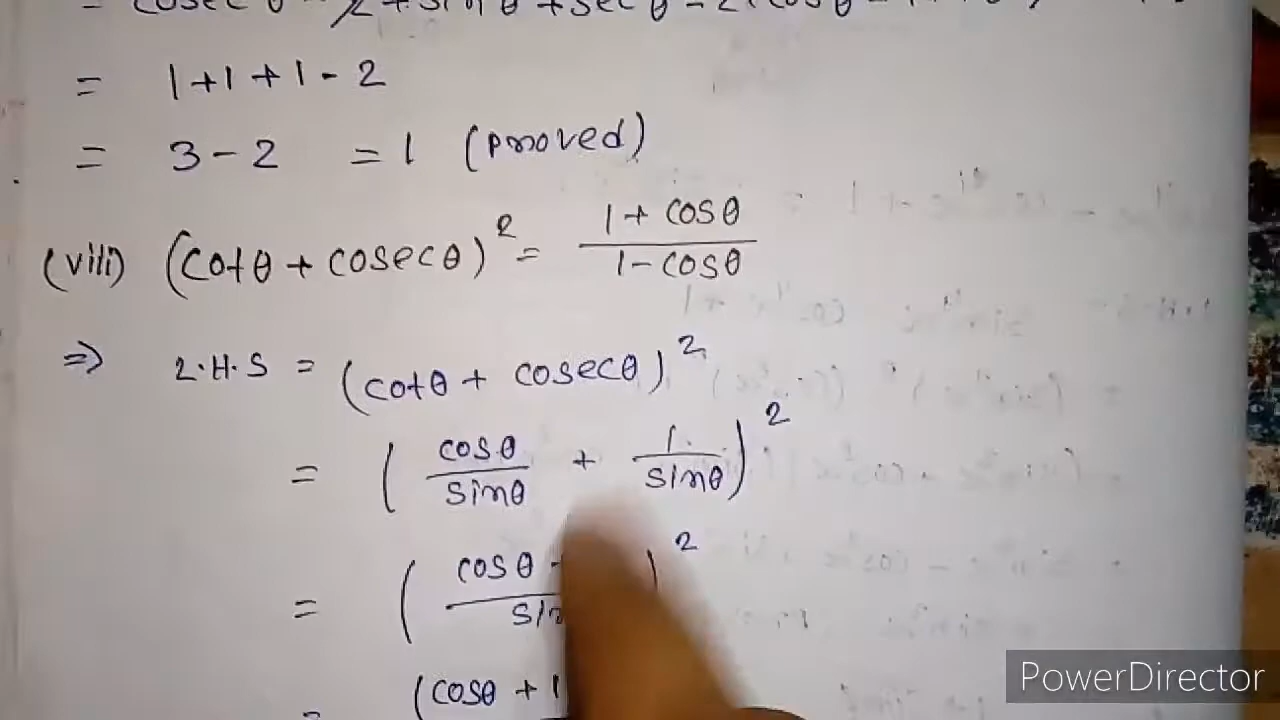 = 1+1+1-2
= 3-2 = 1 (proved)
(viii) (cotθ + cosecθ)² = (1+cosθ)/(1-cosθ)
⇒ L.H.S = (cotθ + cosecθ)²
= (cosθ/sinθ + 1/sinθ)²
= (cosθ
(cosθ + 1
PowerDirector